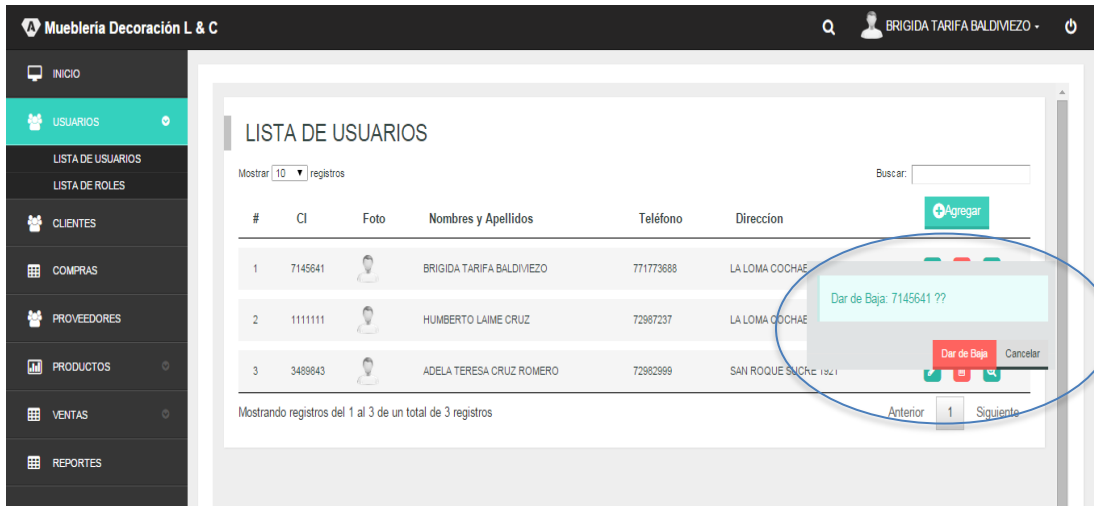 Mueblería Decoración L & C
BRIGIDA TARIFA BALDIVIEZO
INICIO
USUARIOS
LISTA DE USUARIOS
LISTA DE ROLES
CLIENTES
COMPRAS
PROVEEDORES
PRODUCTOS
VENTAS
REPORTES
LISTA DE USUARIOS
Mostrar 10 registros
Buscar:
Agregar
# CI Foto Nombres y Apellidos Teléfono Direccion
1 7145641 BRIGIDA TARIFA BALDIVIEZO 771773688 LA LOMA COCHAE
2 1111111 HUMBERTO LAIME CRUZ 72987237 LA LOMA COCHAE
3 3489843 ADELA TERESA CRUZ ROMERO 72982999 SAN ROQUE SUCRE 1921
Dar de Baja: 7145641 ??
Dar de Baja Cancelar
Mostrando registros del 1 al 3 de un total de 3 registros
Anterior 1 Siguiente